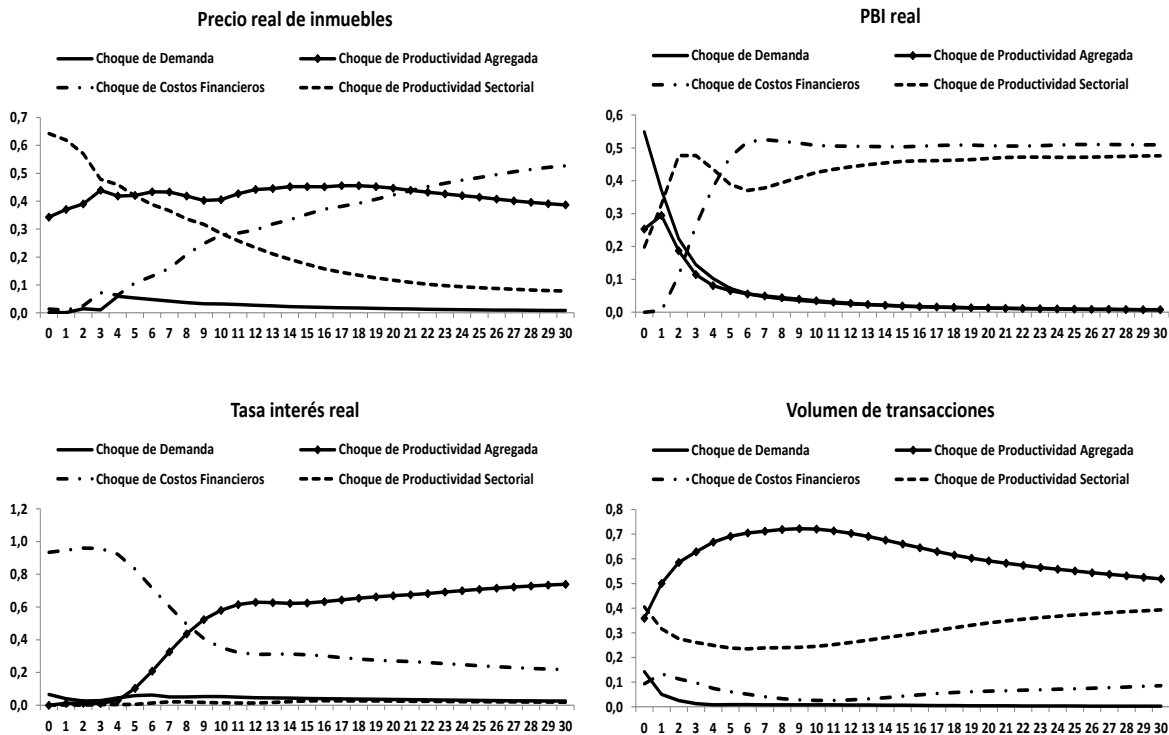 Precio real de inmuebles
Choque de Demanda Choque de Productividad Agregada
Choque de Costos Financieros Choque de Productividad Sectorial
0,7
0,6
0,5
0,4
0,3
0,2
0,1
0,0
0 1 2 3 4 5 6 7 8 9 10 11 12 13 14 15 16 17 18 19 20 21 22 23 24 25 26 27 28 29 30
PBI real
Choque de Demanda Choque de Productividad Agregada
Choque de Costos Financieros Choque de Productividad Sectorial
0,6
0,5
0,4
0,3
0,2
0,1
0,0
0 1 2 3 4 5 6 7 8 9 10 11 12 13 14 15 16 17 18 19 20 21 22 23 24 25 26 27 28 29 30
Tasa interés real
Choque de Demanda Choque de Productividad Agregada
Choque de Costos Financieros Choque de Productividad Sectorial
1,2
1,0
0,8
0,6
0,4
0,2
0,0
0 1 2 3 4 5 6 7 8 9 10 11 12 13 14 15 16 17 18 19 20 21 22 23 24 25 26 27 28 29 30
Volumen de transacciones
Choque de Demanda Choque de Productividad Agregada
Choque de Costos Financieros Choque de Productividad Sectorial
0,8
0,7
0,6
0,5
0,4
0,3
0,2
0,1
0,0
0 1 2 3 4 5 6 7 8 9 10 11 12 13 14 15 16 17 18 19 20 21 22 23 24 25 26 27 28 29 30